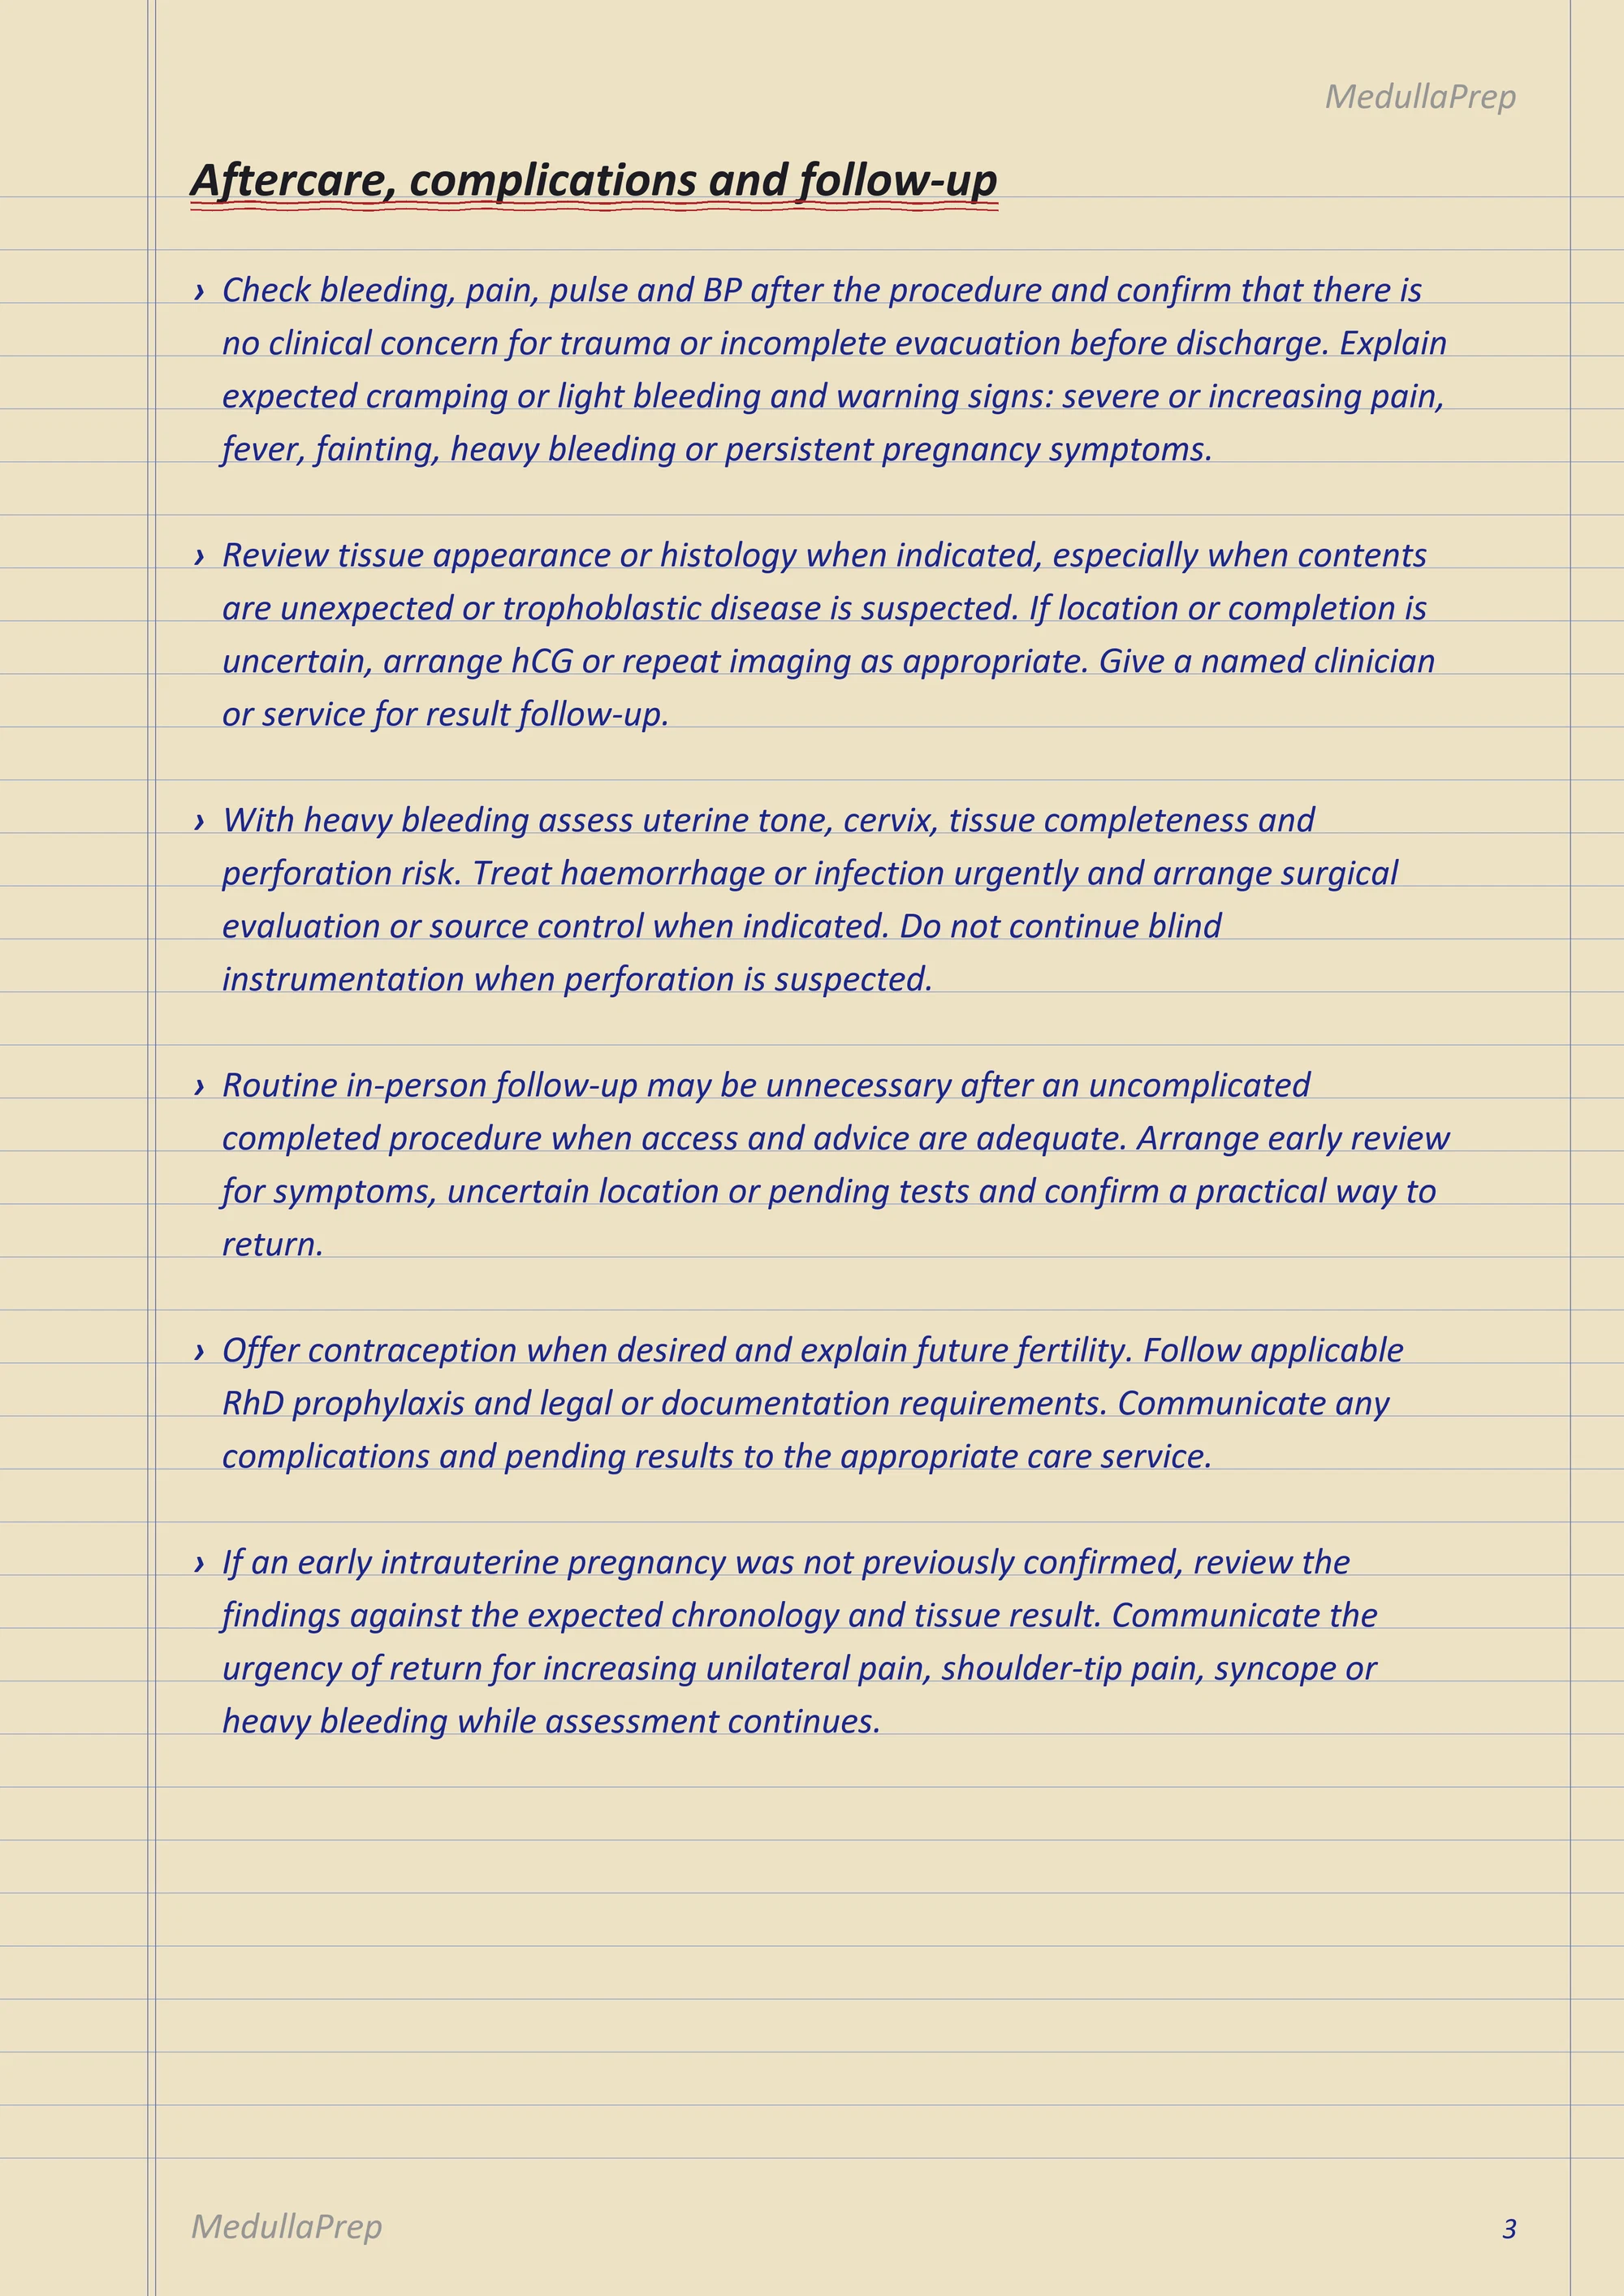 MedullaPrep
Aftercare, complications and follow-up
› Check bleeding, pain, pulse and BP after the procedure and confirm that there is
no clinical concern for trauma or incomplete evacuation before discharge. Explain
expected cramping or light bleeding and warning signs: severe or increasing pain,
fever, fainting, heavy bleeding or persistent pregnancy symptoms.
› Review tissue appearance or histology when indicated, especially when contents
are unexpected or trophoblastic disease is suspected. If location or completion is
uncertain, arrange hCG or repeat imaging as appropriate. Give a named clinician
or service for result follow-up.
› With heavy bleeding assess uterine tone, cervix, tissue completeness and
perforation risk. Treat haemorrhage or infection urgently and arrange surgical
evaluation or source control when indicated. Do not continue blind
instrumentation when perforation is suspected.
› Routine in-person follow-up may be unnecessary after an uncomplicated
completed procedure when access and advice are adequate. Arrange early review
for symptoms, uncertain location or pending tests and confirm a practical way to
return.
› Offer contraception when desired and explain future fertility. Follow applicable
RhD prophylaxis and legal or documentation requirements. Communicate any
complications and pending results to the appropriate care service.
› If an early intrauterine pregnancy was not previously confirmed, review the
findings against the expected chronology and tissue result. Communicate the
urgency of return for increasing unilateral pain, shoulder-tip pain, syncope or
heavy bleeding while assessment continues.
MedullaPrep
3